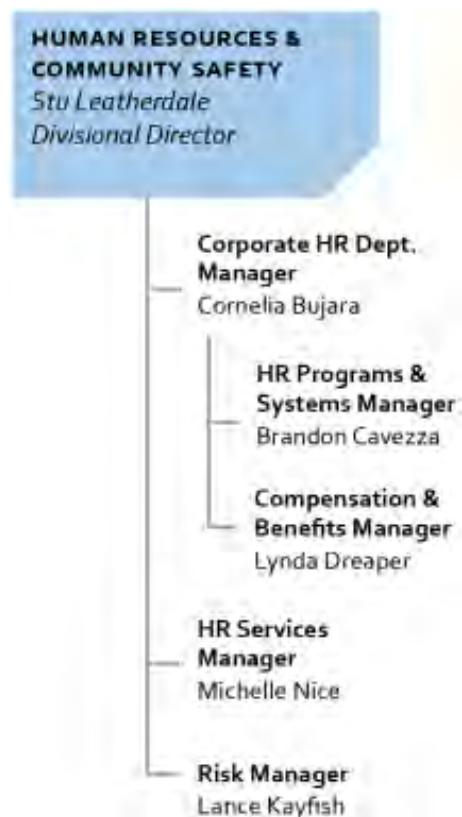 HUMAN RESOURCES &
COMMUNITY SAFETY
Stu Leatherdale
Divisional Director
Corporate HR Dept.
Manager
Cornelia Bujara
HR Programs &
Systems Manager
Brandon Cavezza
Compensation &
Benefits Manager
Lynda Dreaper
HR Services
Manager
Michelle Nice
Risk Manager
Lance Kayfish